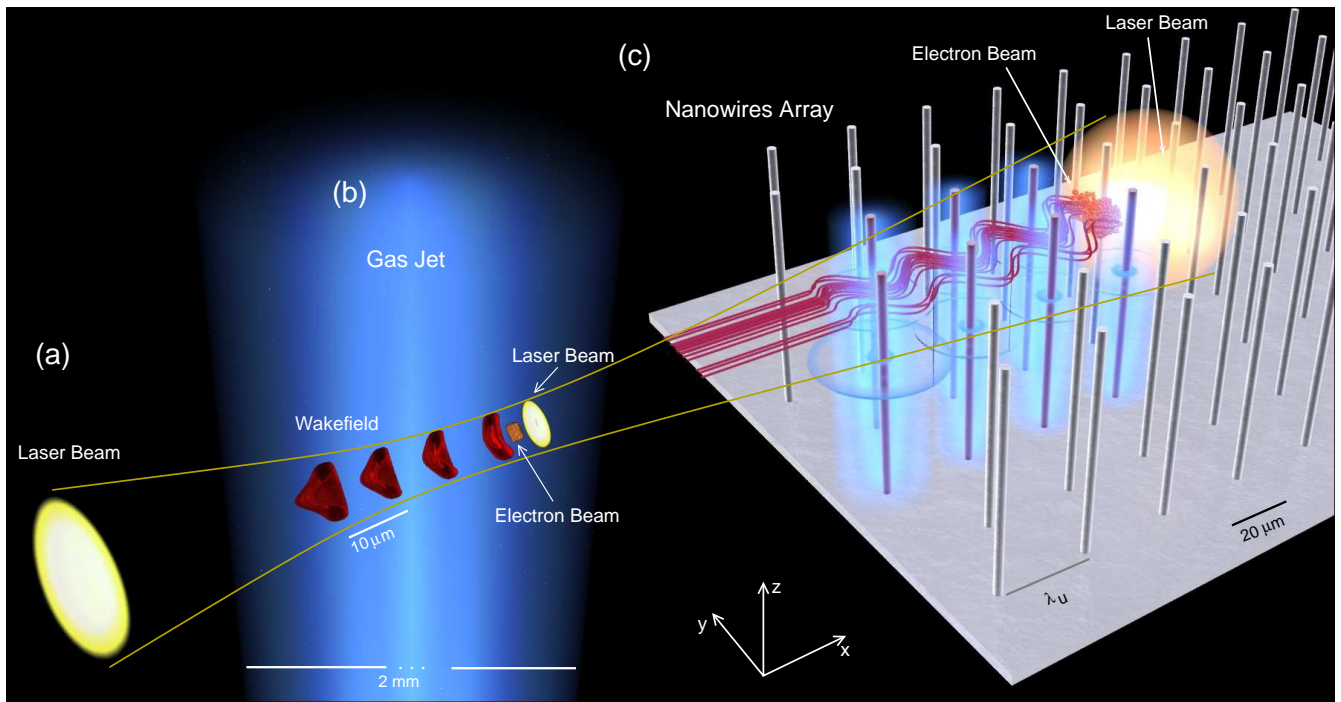 (a)
Laser Beam
(b)
Gas Jet
Wakefield
10 μm
Laser Beam
Electron Beam
2 mm
(c)
Nanowires Array
Electron Beam
Laser Beam
20 μm
λu
z
y
x